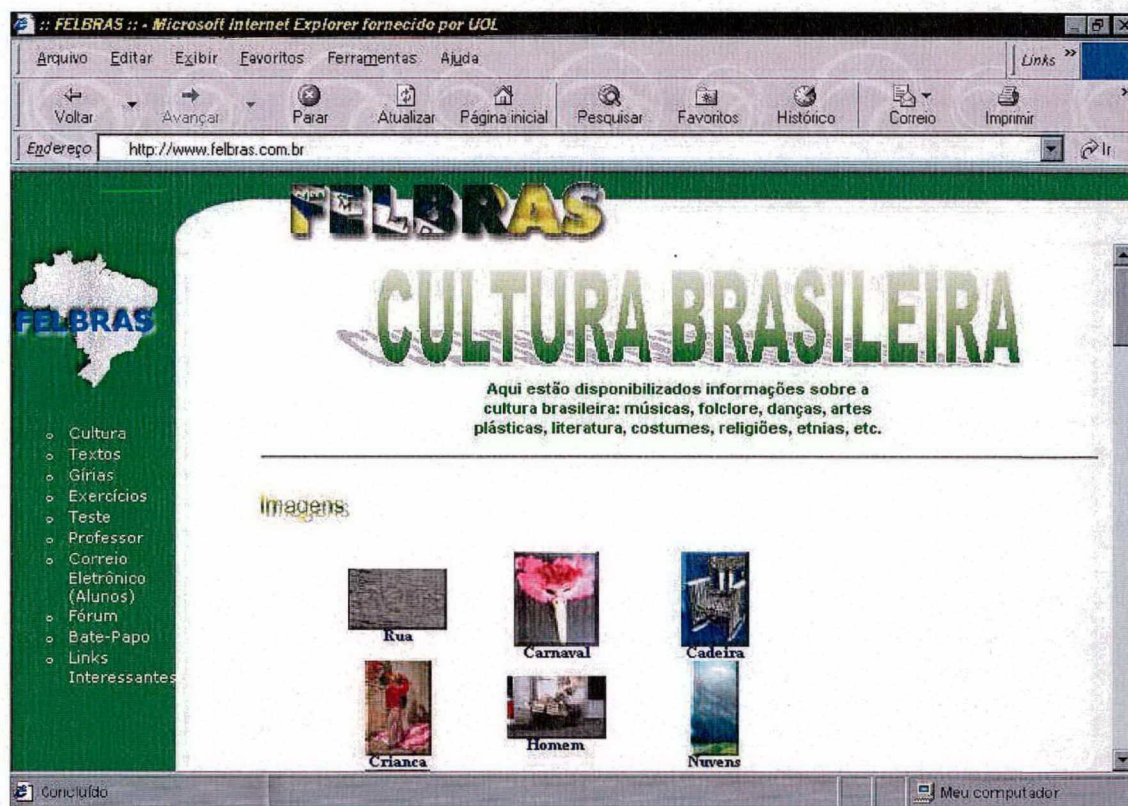 :: FELBRAS :: - Microsoft Internet Explorer fornecido por UOL
Arquivo Editar Exibir Favoritos Ferramentas Ajuda Links »
Voltar Avançar Parar Atualizar Página inicial Pesquisar Favoritos Histórico Correio Imprimir »
Endereço http://www.felbras.com.br Ir
FELBRAS
FELBRAS
CULTURA BRASILEIRA
Aqui estão disponibilizados informações sobre a
cultura brasileira: músicas, folclore, danças, artes
plásticas, literatura, costumes, religiões, etnias, etc.
Cultura
Textos
Gírias
Exercícios
Teste
Professor
Correio
Eletrônico
(Alunos)
Fórum
Bate-Papo
Links
Interessantes
Imagens
Rua Carnaval Cadeira
Crianca Homem Nuvens
Concluído Meu computador